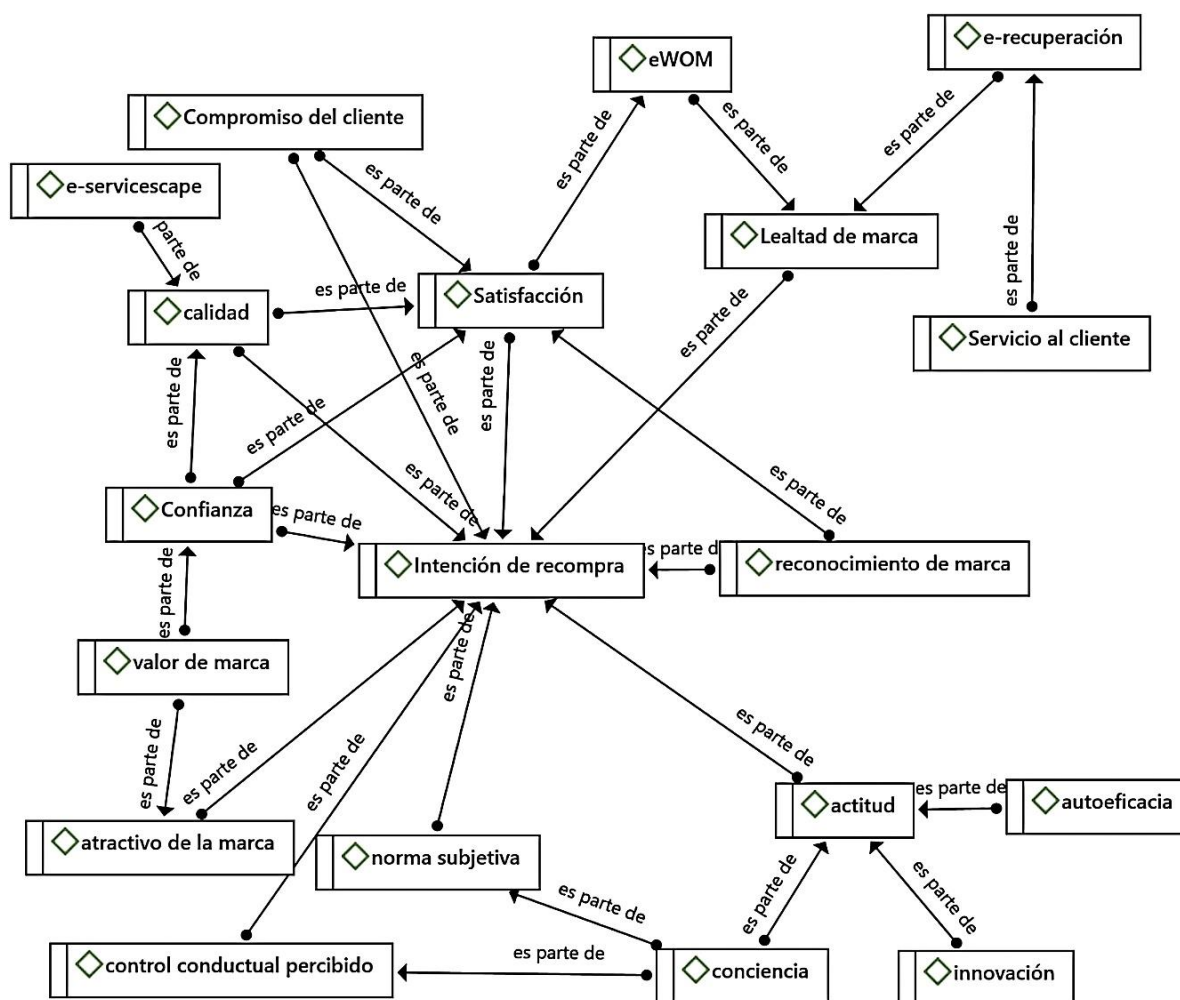 eWOM
e-recuperación
Compromiso del cliente
es parte de
es parte de
es parte de
e-servicescape
es parte de
parte de
Lealtad de marca
es parte de
Satisfacción
es parte de
calidad
es parte de
Servicio al cliente
es parte de
es parte de
es parte de
es parte de
es parte de
es parte de
es parte de
Confianza
es parte de
Intención de recompra
es parte d
reconocimiento de marca
es parte de
valor de marca
es parte de
es parte de
es parte de
es parte de
es parte de
actitud
es parte de
autoeficacia
atractivo de la marca
norma subjetiva
es parte de
es parte de
es parte de
control conductual percibido
es parte de
conciencia
innovación